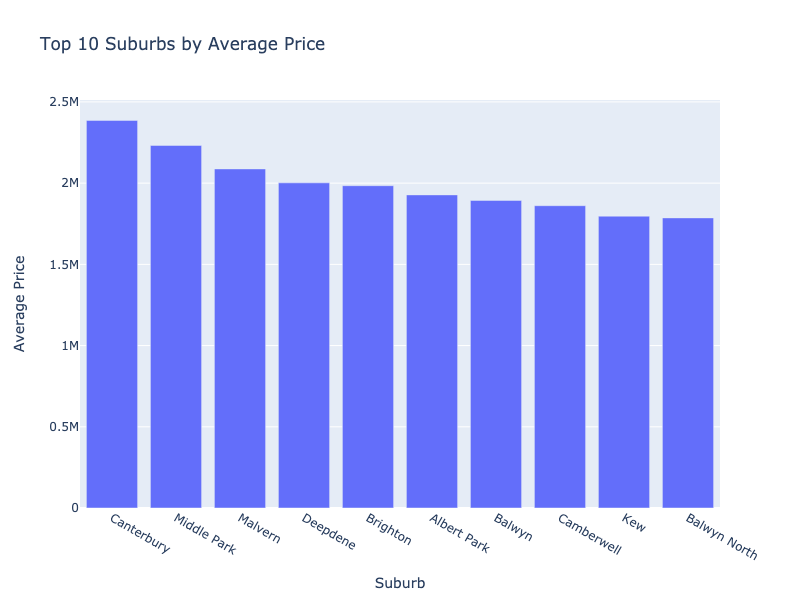 Top 10 Suburbs by Average Price
2.5M
2M
1.5M
1M
0.5M
0
Average Price
Canterbury
Middle Park
Malvern
Deepdene
Brighton
Albert Park
Balwyn
Camberwell
Kew
Balwyn North
Suburb